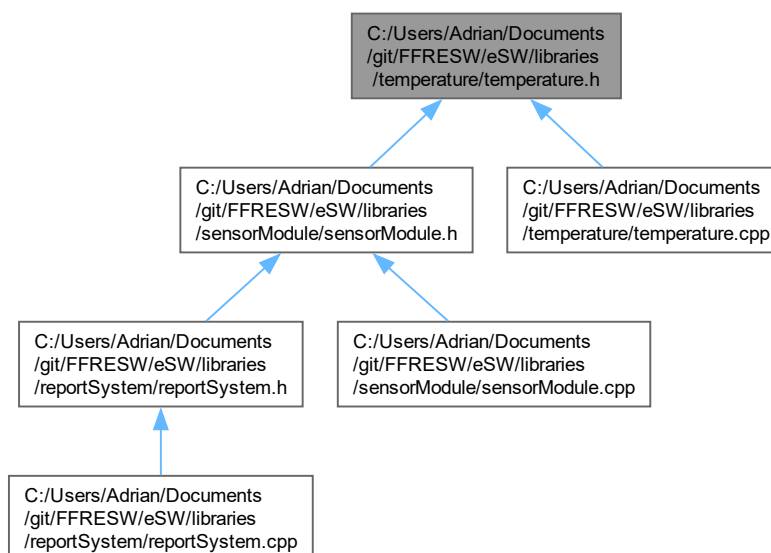 C:/Users/Adrian/Documents
/git/FFRESW/eSW/libraries
/temperature/temperature.h
C:/Users/Adrian/Documents
/git/FFRESW/eSW/libraries
/sensorModule/sensorModule.h
C:/Users/Adrian/Documents
/git/FFRESW/eSW/libraries
/temperature/temperature.cpp
C:/Users/Adrian/Documents
/git/FFRESW/eSW/libraries
/reportSystem/reportSystem.h
C:/Users/Adrian/Documents
/git/FFRESW/eSW/libraries
/sensorModule/sensorModule.cpp
C:/Users/Adrian/Documents
/git/FFRESW/eSW/libraries
/reportSystem/reportSystem.cpp